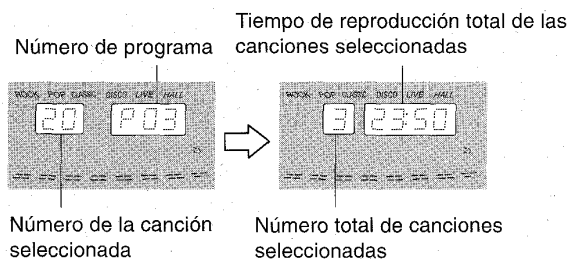 Tiempo de reproducción total de las
canciones seleccionadas
Número de programa
ROCK POP CLASSIC DISCO LIVE HALL
20 P03
ROCK POP CLASSIC DISCO LIVE HALL
3 23:50
Número de la canción
seleccionada
Número total de canciones
seleccionadas